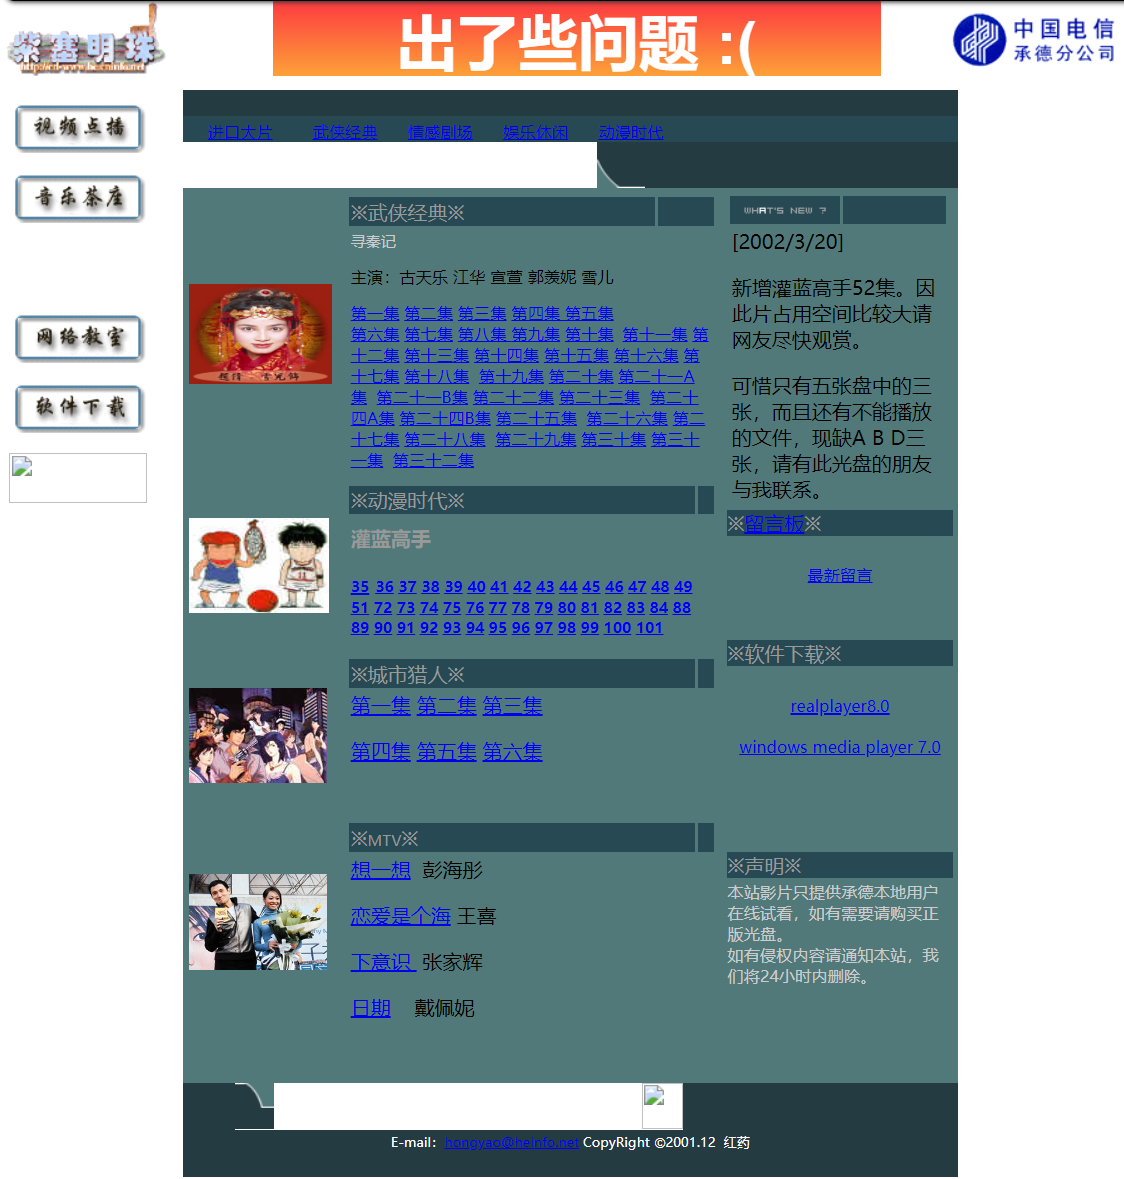 紫塞明珠
出了些问题 :(
中国电信
承德分公司
视频点播
音乐茶座
网络教室
软件下载
进口大片 武侠经典 情感剧场 娱乐休闲 动漫时代
※武侠经典※
寻秦记
主演：古天乐 江华 宣萱 郭羡妮 雪儿
第一集 第二集 第三集 第四集 第五集
第六集 第七集 第八集 第九集 第十集 第十一集 第
十二集 第十三集 第十四集 第十五集 第十六集 第
十七集 第十八集 第十九集 第二十集 第二十一A
集 第二十一B集 第二十二集 第二十三集 第二十
四A集 第二十四B集 第二十五集 第二十六集 第二
十七集 第二十八集 第二十九集 第三十集 第三十
一集 第三十二集
※动漫时代※
灌蓝高手
35 36 37 38 39 40 41 42 43 44 45 46 47 48 49
51 72 73 74 75 76 77 78 79 80 81 82 83 84 88
89 90 91 92 93 94 95 96 97 98 99 100 101
※城市猎人※
第一集 第二集 第三集
第四集 第五集 第六集
※MTV※
想一想 彭海彤
恋爱是个海 王喜
下意识 张家辉
日期 戴佩妮
WHAT'S NEW ?
[2002/3/20]
新增灌蓝高手52集。因
此片占用空间比较大请
网友尽快观赏。
可惜只有五张盘中的三
张，而且还有不能播放
的文件，现缺A B D三
张，请有此光盘的朋友
与我联系。
※留言板※
最新留言
※软件下载※
realplayer8.0
windows media player 7.0
※声明※
本站影片只提供承德本地用户
在线试看，如有需要请购买正
版光盘。
如有侵权内容请通知本站，我
们将24小时内删除。
E-mail：hongyao@heinfo.net CopyRight ©2001.12 红药